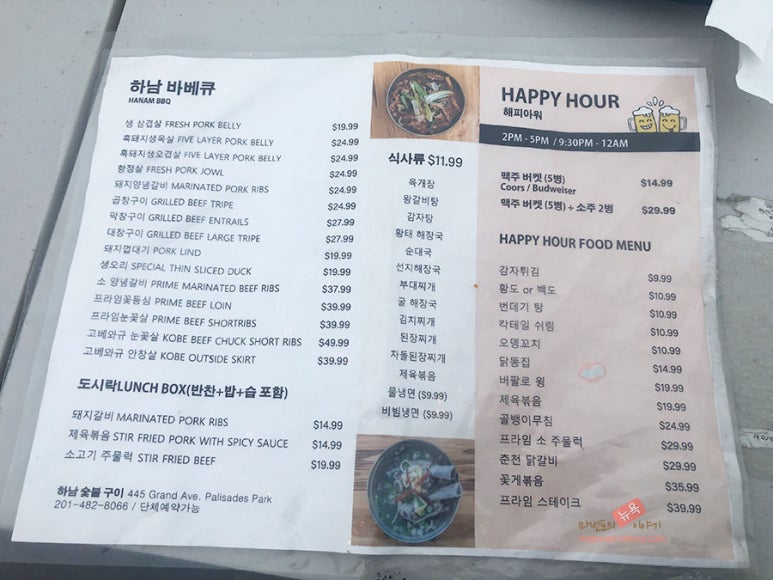 하남 바베큐
HANAM BBQ
생 삼겹살 FRESH PORK BELLY $19.99
흑돼지생목살 FIVE LAYER PORK BELLY $24.99
흑돼지생오겹살 FIVE LAYER PORK BELLY $24.99
항정살 FRESH PORK JOWL $24.99
돼지양념갈비 MARINATED PORK RIBS $24.99
곱창구이 GRILLED BEEF TRIPE $24.99
막창구이 GRILLED BEEF ENTRAILS $27.99
대창구이 GRILLED BEEF LARGE TRIPE $27.99
돼지껍대기 PORK LIND $19.99
생오리 SPECIAL THIN SLICED DUCK $19.99
소 양념갈비 PRIME MARINATED BEEF RIBS $37.99
프라임꽃등심 PRIME BEEF LOIN $39.99
프라임눈꽃살 PRIME BEEF SHORTRIBS $39.99
고베와규 눈꽃살 KOBE BEEF CHUCK SHORT RIBS $49.99
고베와규 안창살 KOBE OUTSIDE SKIRT $39.99
도시락LUNCH BOX(반찬+밥+습 포함)
돼지갈비 MARINATED PORK RIBS $14.99
제육볶음 STIR FRIED PORK WITH SPICY SAUCE $14.99
소고기 주물럭 STIR FRIED BEEF $19.99
하남 숯불 구이 445 Grand Ave. Palisades Park
201-482-8066 / 단체예약가능
식사류 $11.99
육개장
왕갈비탕
감자탕
황태 해장국
순대국
선지해장국
부대찌개
굴 해장국
김치찌개
된장찌개
차돌된장찌개
제육볶음
물냉면 ($9.99)
비빔냉면 ($9.99)
HAPPY HOUR
해피아워
2PM - 5PM / 9:30PM - 12AM
맥주 버켓 (5병) $14.99
Coors / Budweiser
맥주 버켓 (5병) + 소주 2병 $29.99
HAPPY HOUR FOOD MENU
감자튀김 $9.99
황도 or 백도 $10.99
번데기 탕 $10.99
칵테일 쉬림 $10.99
오뎅꼬치 $10.99
닭똥집 $14.99
버팔로 윙 $19.99
제육볶음 $19.99
골뱅이무침 $24.99
프라임 소 주물럭 $29.99
춘천 닭갈비 $29.99
꽃게볶음 $35.99
프라임 스테이크 $39.99
뉴욕
이야기